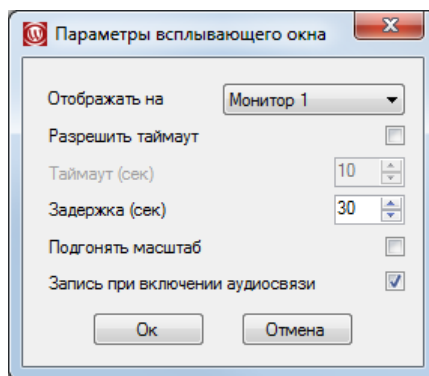 Параметры всплывающего окна
Отображать на Монитор 1
Разрешить таймаут
Таймаут (сек) 10
Задержка (сек) 30
Подгонять масштаб
Запись при включении аудиосвязи
Ок Отмена